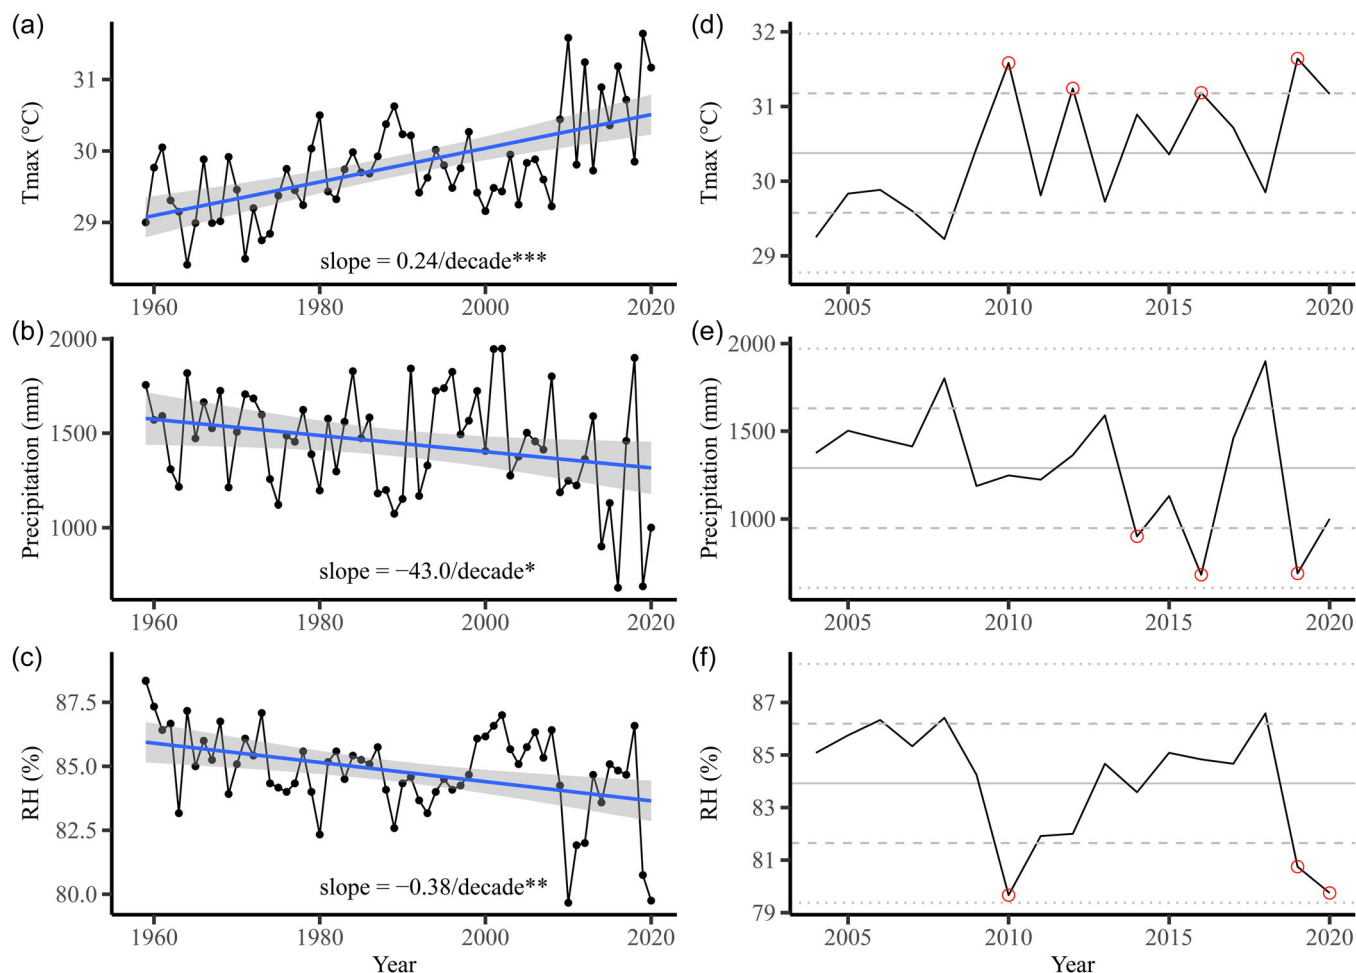 (a)
Tmax (°C)
31
30
29
slope = 0.24/decade***
1960 1980 2000 2020
(d)
Tmax (°C)
32
31
30
29
2005 2010 2015 2020
Year
(b)
Precipitation (mm)
2000
1500
1000
slope = −43.0/decade*
1960 1980 2000 2020
(e)
Precipitation (mm)
2000
1500
1000
2005 2010 2015 2020
(c)
RH (%)
87.5
85.0
82.5
80.0
slope = −0.38/decade**
1960 1980 2000 2020
Year
(f)
RH (%)
87
85
83
81
79
2005 2010 2015 2020
Year